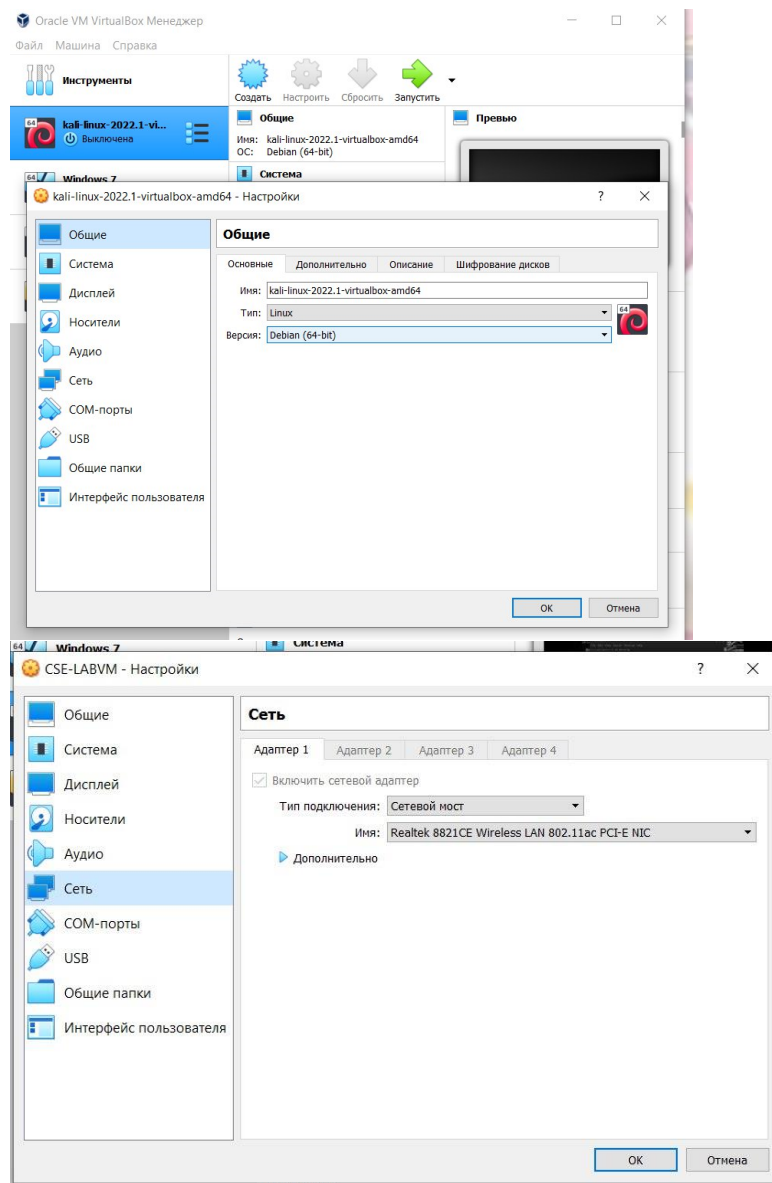 Oracle VM VirtualBox Менеджер
Файл Машина Справка
Инструменты
Создать Настроить Сбросить Запустить
64
kali-linux-2022.1-vi...
Выключена
Общие
Имя: kali-linux-2022.1-virtualbox-amd64
ОС: Debian (64-bit)
Превью
Система
64
Windows 7
kali-linux-2022.1-virtualbox-amd64 - Настройки
?
Общие
Система
Дисплей
Носители
Аудио
Сеть
COM-порты
USB
Общие папки
Интерфейс пользователя
Общие
Основные Дополнительно Описание Шифрование дисков
Имя: kali-linux-2022.1-virtualbox-amd64
Тип: Linux
64
Версия: Debian (64-bit)
ОК Отмена
64
Windows 7
Система
CSE-LABVM - Настройки
?
Общие
Система
Дисплей
Носители
Аудио
Сеть
COM-порты
USB
Общие папки
Интерфейс пользователя
Сеть
Адаптер 1 Адаптер 2 Адаптер 3 Адаптер 4
Включить сетевой адаптер
Тип подключения: Сетевой мост
Имя: Realtek 8821CE Wireless LAN 802.11ac PCI-E NIC
Дополнительно
ОК Отмена